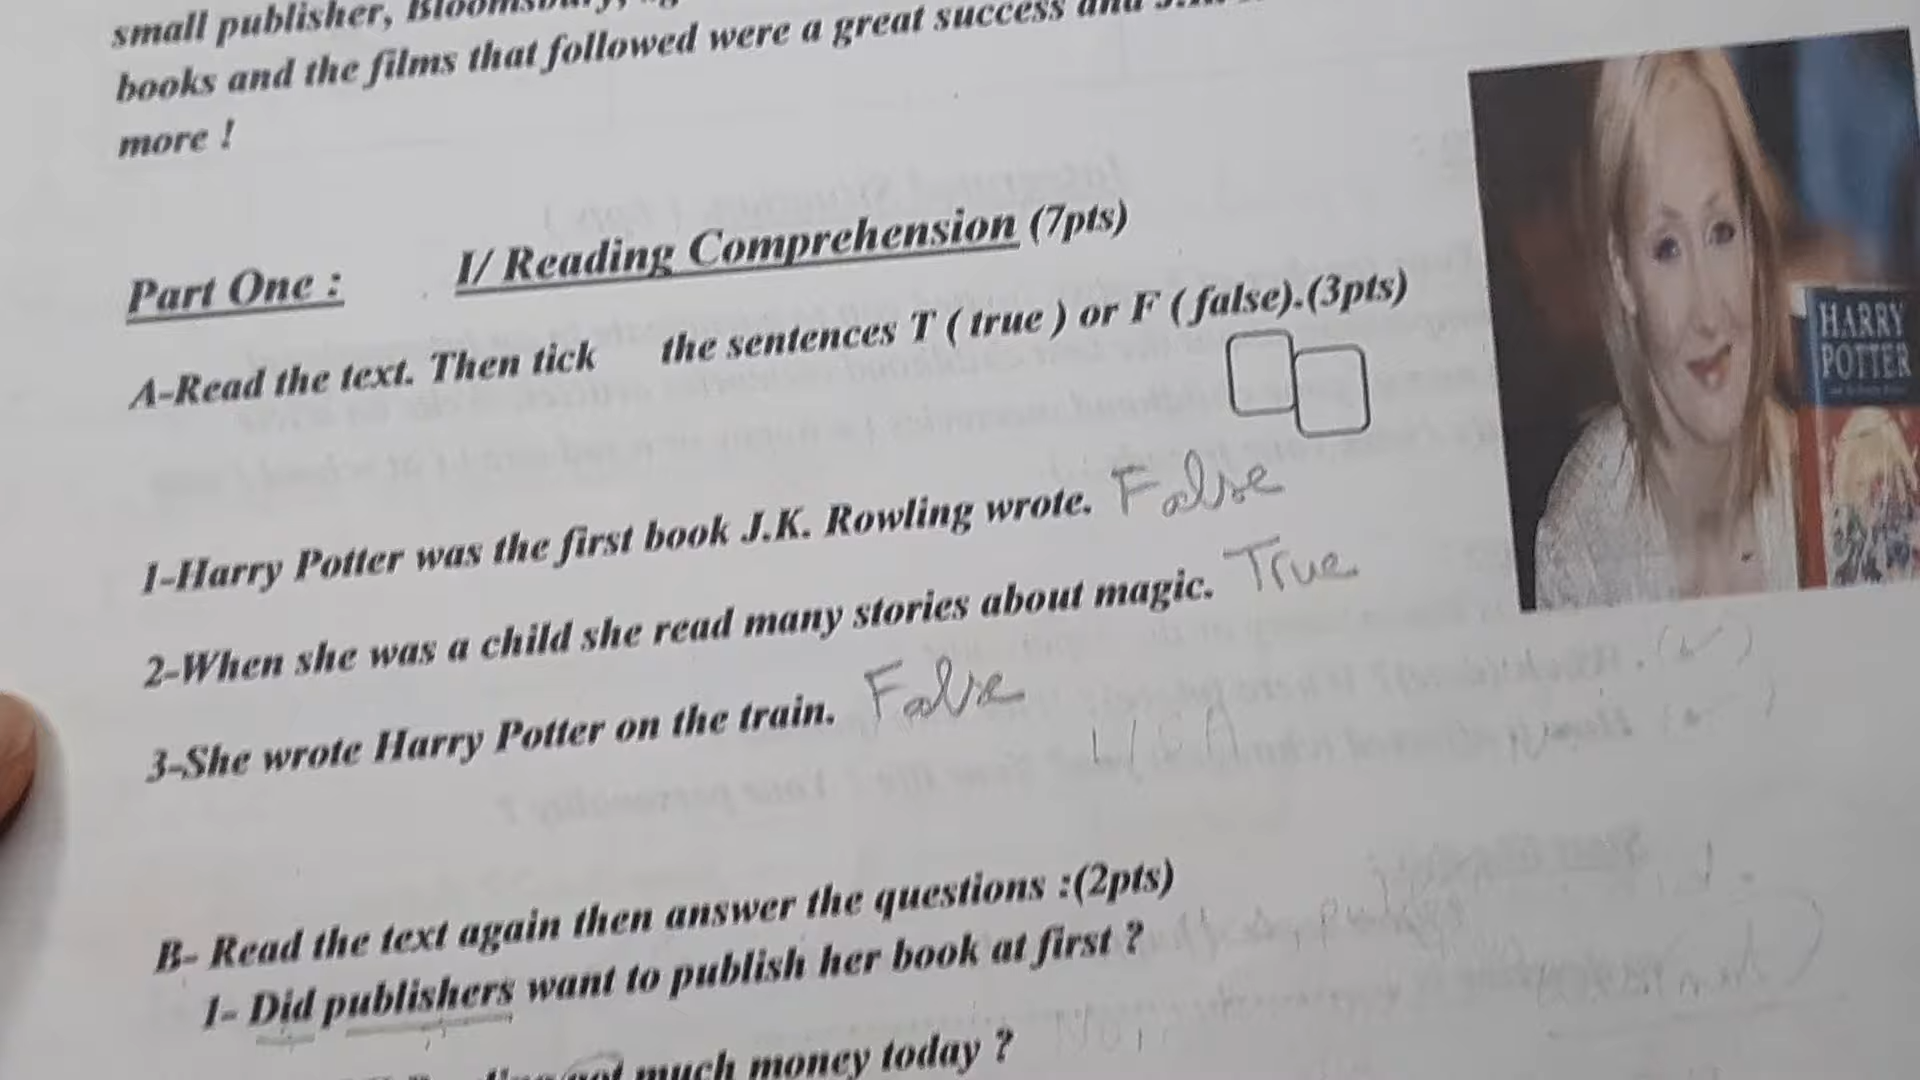 small publisher, Bloomsbury,
books and the films that followed were a great success and J.K.
more !
Part One : I/ Reading Comprehension (7pts)
A-Read the text. Then tick the sentences T ( true ) or F ( false).(3pts)
HARRY
POTTER
1-Harry Potter was the first book J.K. Rowling wrote. False
2-When she was a child she read many stories about magic. True
3-She wrote Harry Potter on the train. False
B- Read the text again then answer the questions :(2pts)
1- Did publishers want to publish her book at first ?
got much money today ?